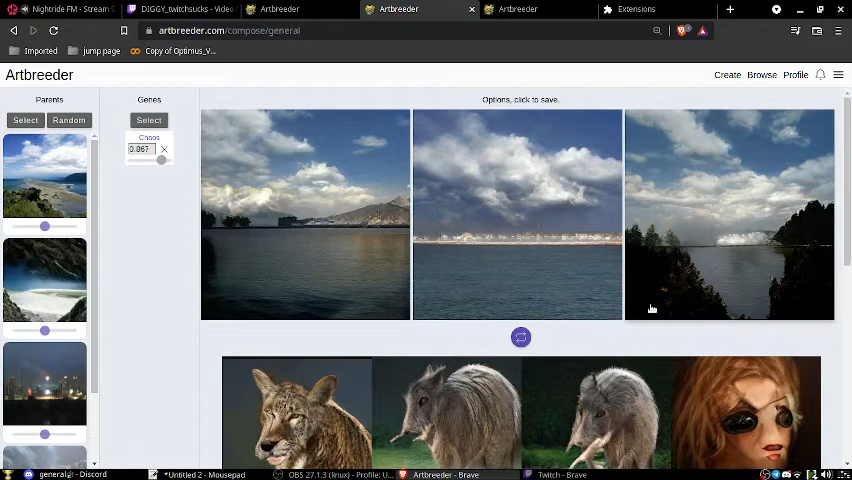 Nightride FM - Stream S
DIGGY_twitchsucks - Video
Artbreeder
Artbreeder
Artbreeder
Extensions
artbreeder.com/compose/general
Imported
jump page
Copy of Optimus_V...
Artbreeder
Create
Browse
Profile
Parents
Genes
Options, click to save.
Select
Random
Select
Chaos
0.867
general - Discord
*Untitled 2 - Mousepad
OBS 27.1.3 (linux) - Profile: U...
Artbreeder - Brave
Twitch - Brave